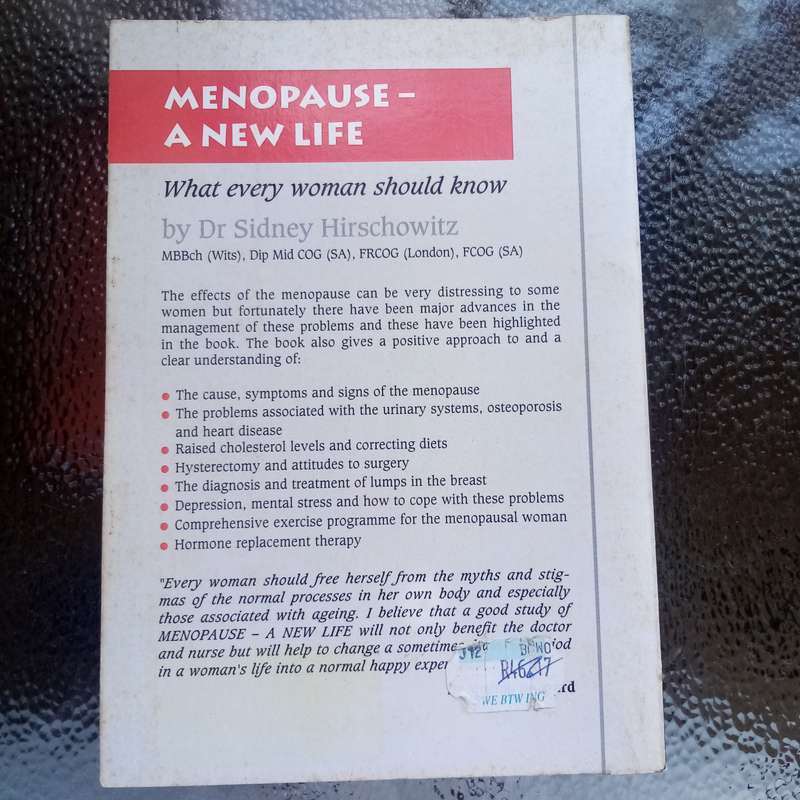 MENOPAUSE –
A NEW LIFE
What every woman should know
by Dr Sidney Hirschowitz
MBBch (Wits), Dip Mid COG (SA), FRCOG (London), FCOG (SA)
The effects of the menopause can be very distressing to some
women but fortunately there have been major advances in the
management of these problems and these have been highlighted
in the book. The book also gives a positive approach to and a
clear understanding of:
● The cause, symptoms and signs of the menopause
● The problems associated with the urinary systems, osteoporosis
and heart disease
● Raised cholesterol levels and correcting diets
● Hysterectomy and attitudes to surgery
● The diagnosis and treatment of lumps in the breast
● Depression, mental stress and how to cope with these problems
● Comprehensive exercise programme for the menopausal woman
● Hormone replacement therapy
"Every woman should free herself from the myths and stig-
mas of the normal processes in her own body and especially
those associated with ageing. I believe that a good study of
MENOPAUSE – A NEW LIFE will not only benefit the doctor
and nurse but will help to change a
in a woman's life into a normal happy
J92
BTW ING